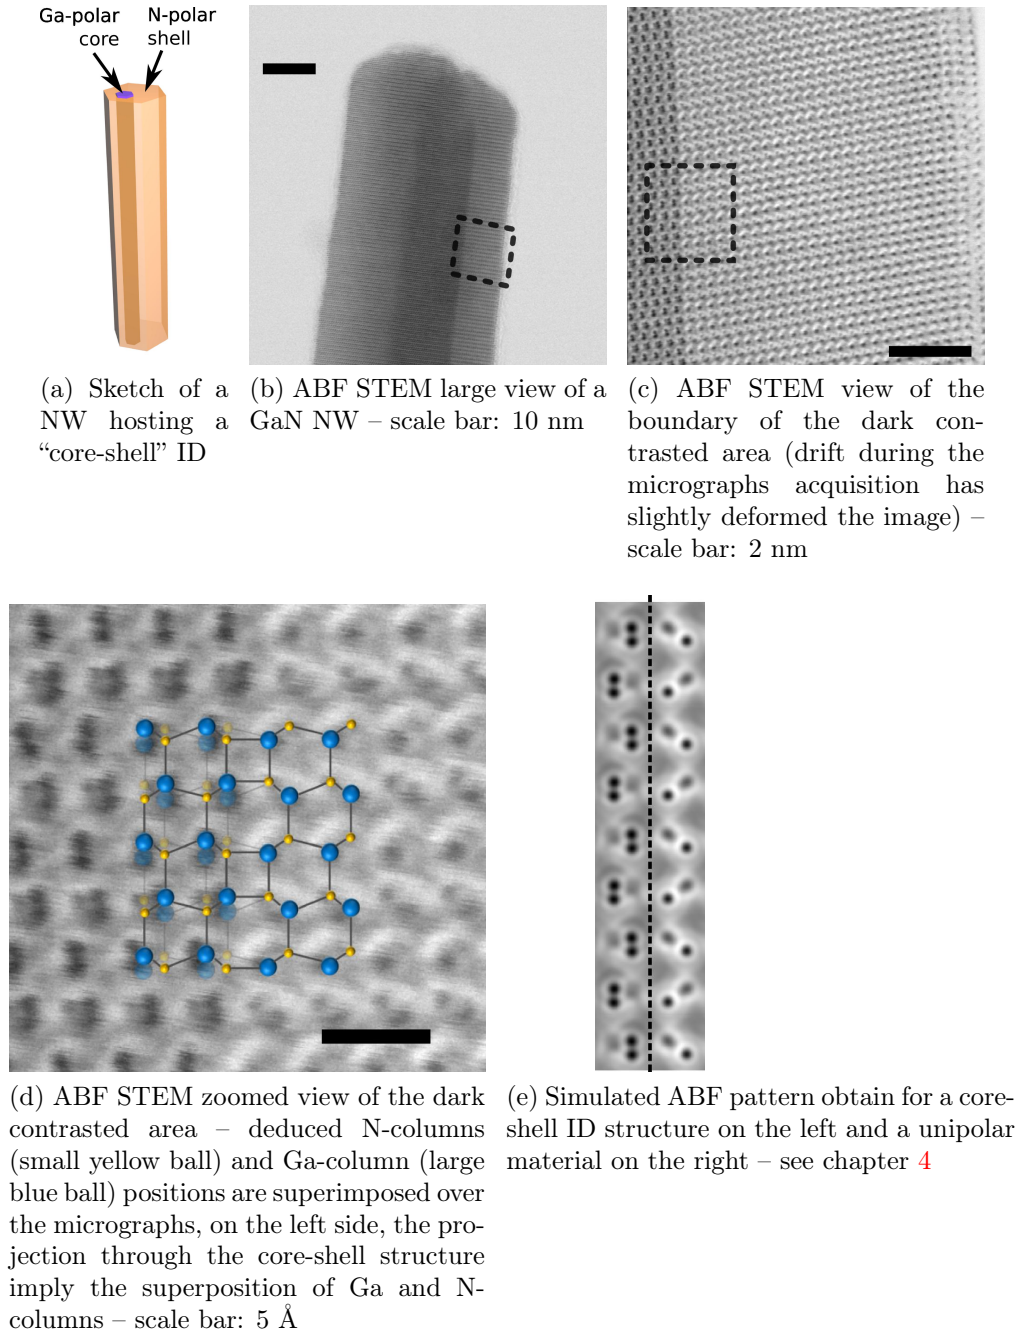 Ga-polar core
N-polar shell
(a) Sketch of a
NW hosting a
“core-shell” ID
(b) ABF STEM large view of a
GaN NW – scale bar: 10 nm
(c) ABF STEM view of the
boundary of the dark con-
trasted area (drift during the
micrographs acquisition has
slightly deformed the image) –
scale bar: 2 nm
(d) ABF STEM zoomed view of the dark
contrasted area – deduced N-columns
(small yellow ball) and Ga-column (large
blue ball) positions are superimposed over
the micrographs, on the left side, the pro-
jection through the core-shell structure
imply the superposition of Ga and N-
columns – scale bar: 5 Å
(e) Simulated ABF pattern obtain for a core-
shell ID structure on the left and a unipolar
material on the right – see chapter 4